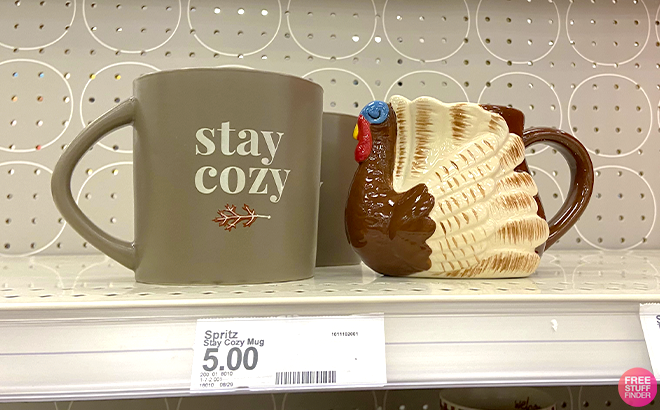 stay
cozy
Spritz
Stay Cozy Mug
5.00
FREE
STUFF
FINDER